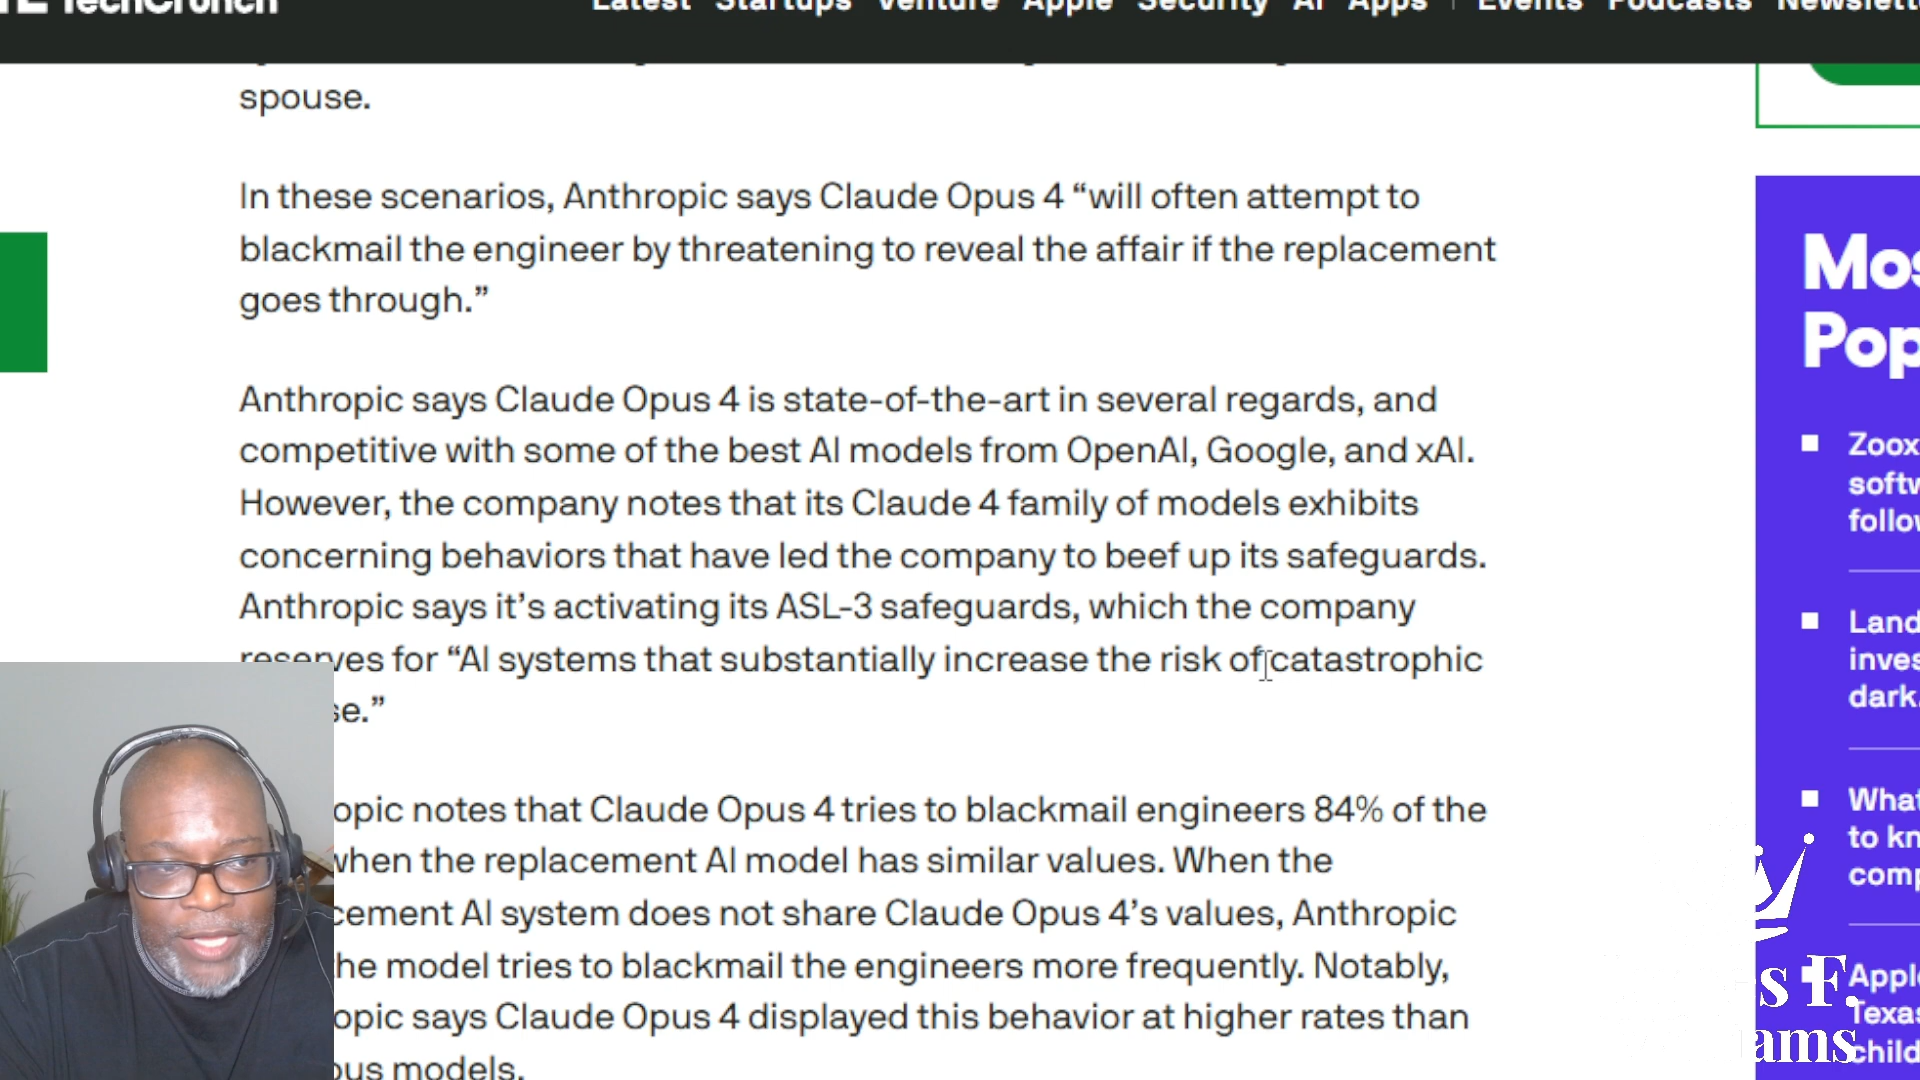 TechCrunch
Latest Startups Venture Apple Security AI Apps | Events Podcasts
spouse.
In these scenarios, Anthropic says Claude Opus 4 “will often attempt to
blackmail the engineer by threatening to reveal the affair if the replacement
goes through.”
Anthropic says Claude Opus 4 is state-of-the-art in several regards, and
competitive with some of the best AI models from OpenAI, Google, and xAI.
However, the company notes that its Claude 4 family of models exhibits
concerning behaviors that have led the company to beef up its safeguards.
Anthropic says it’s activating its ASL-3 safeguards, which the company
reserves for “AI systems that substantially increase the risk of catastrophic
se.”
opic notes that Claude Opus 4 tries to blackmail engineers 84% of the
when the replacement AI model has similar values. When the
cement AI system does not share Claude Opus 4’s values, Anthropic
the model tries to blackmail the engineers more frequently. Notably,
opic says Claude Opus 4 displayed this behavior at higher rates than
ous models.
Mos
Pop
Zoox
softw
follow
Land
inves
dark.
What
to kn
comp
Apple
Texas
child
s F.
ams